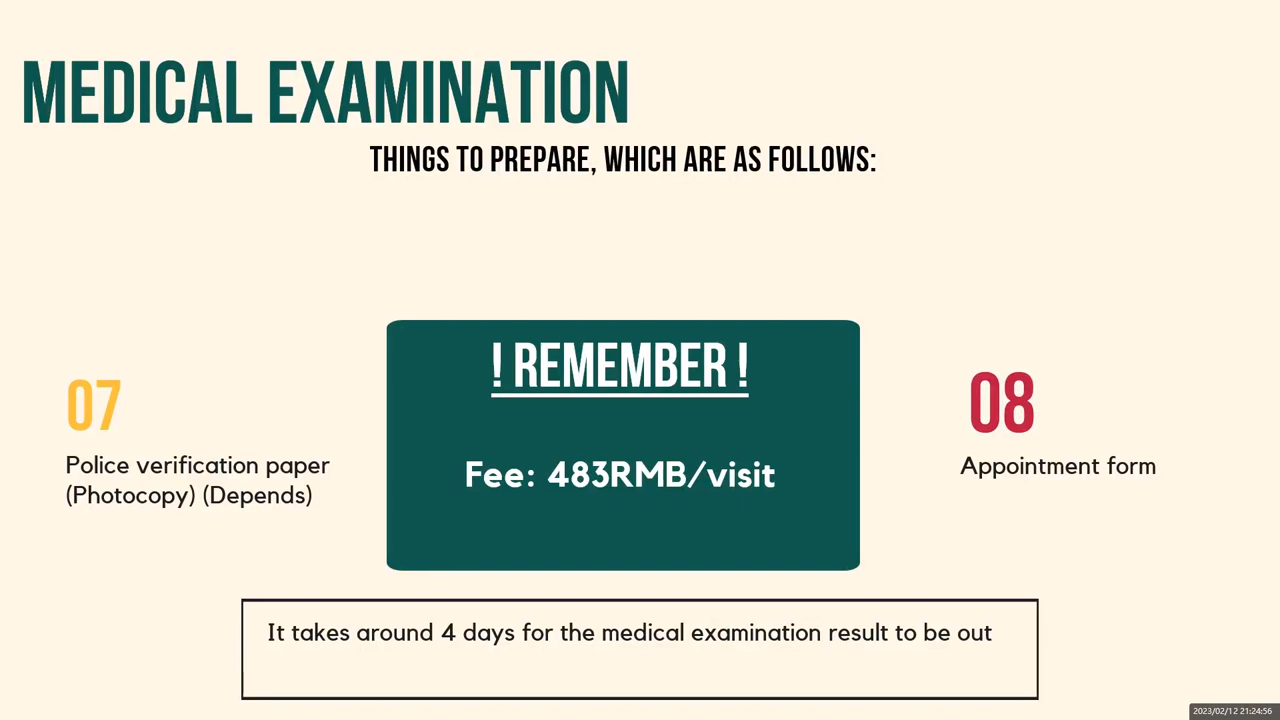 MEDICAL EXAMINATION
THINGS TO PREPARE, WHICH ARE AS FOLLOWS:
07
Police verification paper
(Photocopy) (Depends)
! REMEMBER !
Fee: 483RMB/visit
08
Appointment form
It takes around 4 days for the medical examination result to be out
2023/02/12 21:24:56